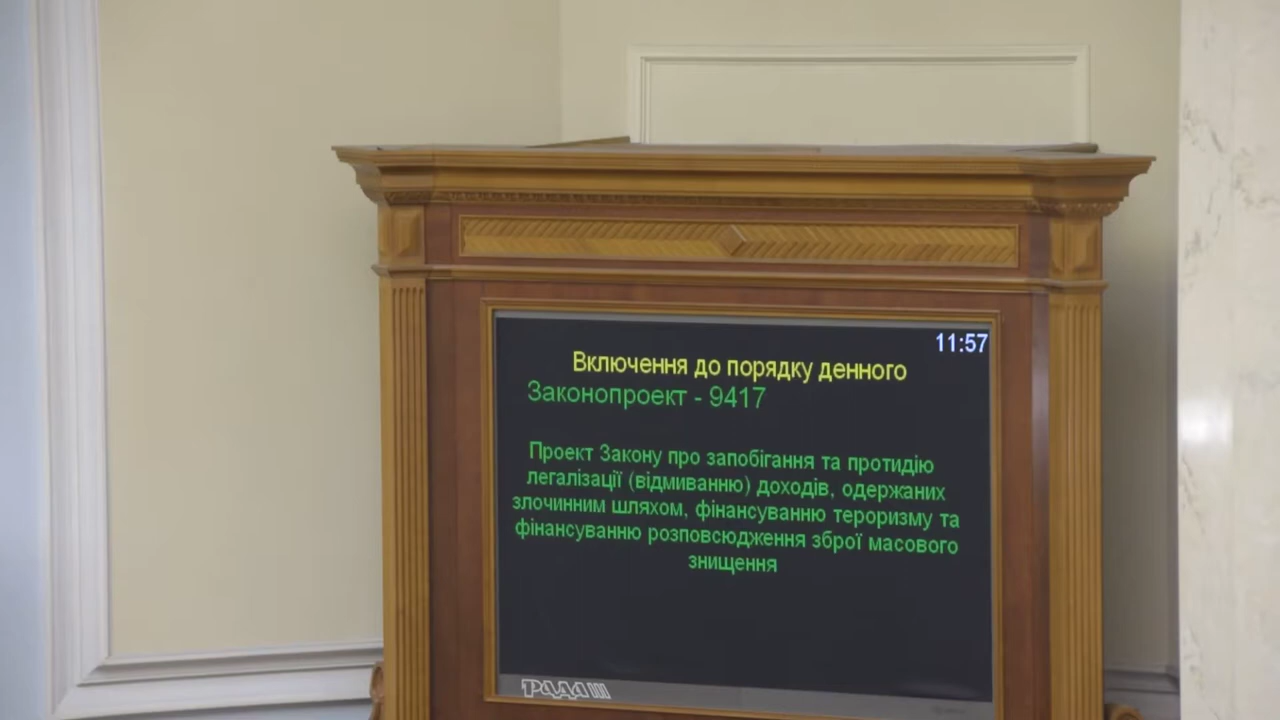 11:57
Включення до порядку денного
Законопроект - 9417
Проект Закону про запобігання та протидію
легалізації (відмиванню) доходів, одержаних
злочинним шляхом, фінансуванню тероризму та
фінансуванню розповсюдження зброї масового
знищення
РАДА III